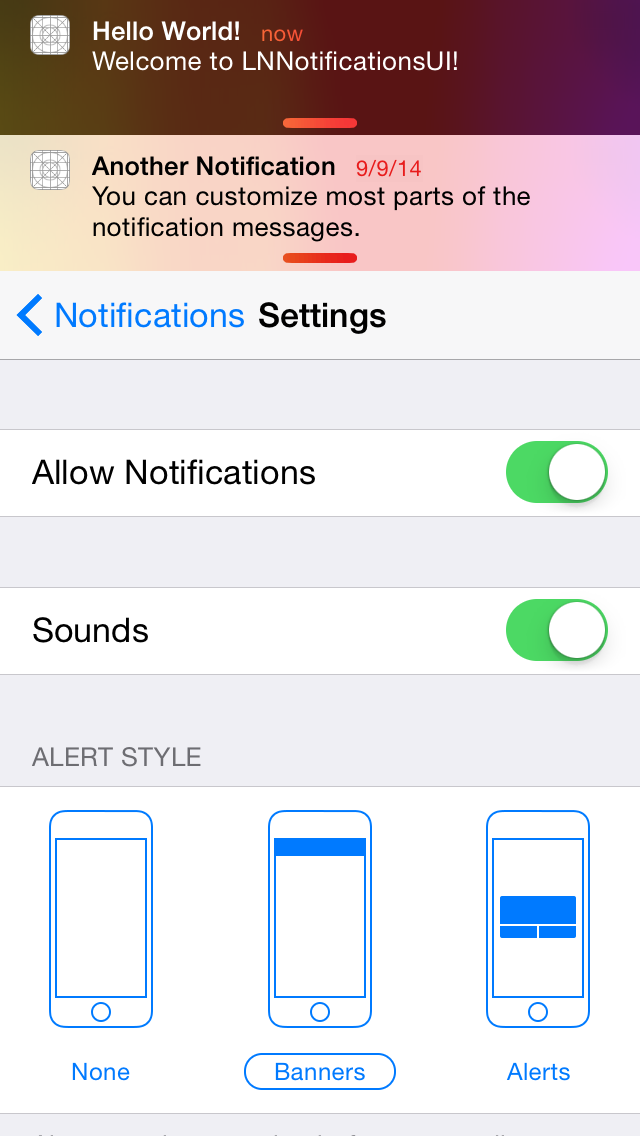 Hello World! now
Welcome to LNNotificationsUI!
Another Notification 9/9/14
You can customize most parts of the
notification messages.
Notifications Settings
Allow Notifications
Sounds
ALERT STYLE
None Banners Alerts